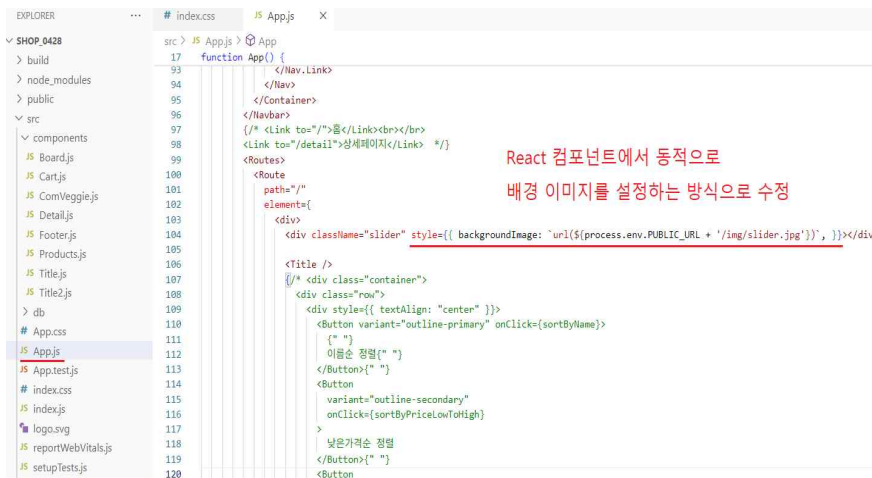 EXPLORER ...
# index.css JS App.js X
SHOP_0428
src > JS App.js > App
> build
> node_modules
> public
src
components
JS Board.js
JS Cart.js
JS ComVeggie.js
JS Detail.js
JS Footer.js
JS Products.js
JS Title.js
JS Title2.js
> db
# App.css
JS App.js
JS App.test.js
# index.css
JS index.js
logo.svg
JS reportWebVitals.js
JS setupTests.js
17 function App() {
93 </Nav.Link>
94 </Nav>
95 </Container>
96 </Navbar>
97 {/* <Link to="/">홈</Link><br></br>
98 <Link to="/detail">상세페이지</Link> */}
99 <Routes>
100 <Route
101 path="/"
102 element={
103 <div>
104 <div className="slider" style={{ backgroundImage: `url(${process.env.PUBLIC_URL + '/img/slider.jpg'})`, }}></div
105
106 <Title />
107 {/* <div class="container">
108 <div class="row">
109 <div style={{ textAlign: "center" }}>
110 <Button variant="outline-primary" onClick={sortByName}>
111 {" "}
112 이름순 정렬{" "}
113 </Button>{" "}
114 <Button
115 variant="outline-secondary"
116 onClick={sortByPriceLowToHigh}
117 >
118 낮은가격순 정렬
119 </Button>{" "}
120 <Button
React 컴포넌트에서 동적으로
배경 이미지를 설정하는 방식으로 수정